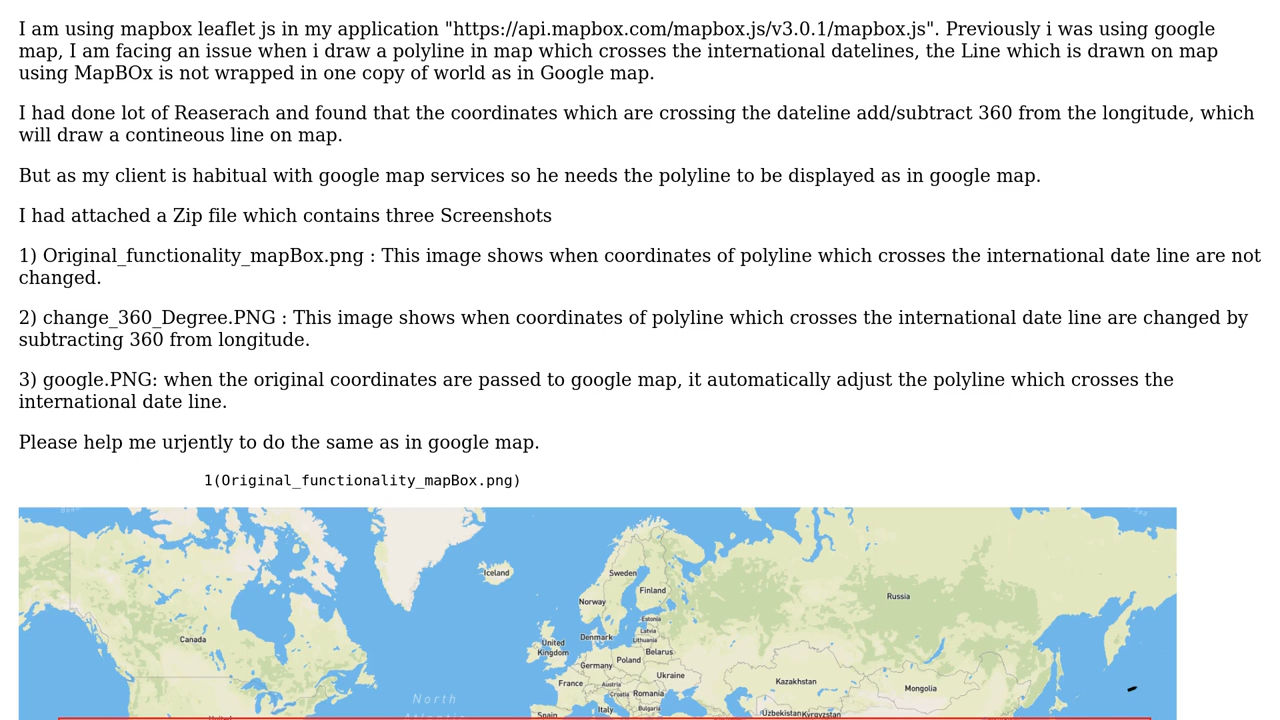 I am using mapbox leaflet js in my application "https://api.mapbox.com/mapbox.js/v3.0.1/mapbox.js". Previously i was using google
map, I am facing an issue when i draw a polyline in map which crosses the international datelines, the Line which is drawn on map
using MapBOx is not wrapped in one copy of world as in Google map.
I had done lot of Reaserach and found that the coordinates which are crossing the dateline add/subtract 360 from the longitude, which
will draw a contineous line on map.
But as my client is habitual with google map services so he needs the polyline to be displayed as in google map.
I had attached a Zip file which contains three Screenshots
1) Original_functionality_mapBox.png : This image shows when coordinates of polyline which crosses the international date line are not
changed.
2) change_360_Degree.PNG : This image shows when coordinates of polyline which crosses the international date line are changed by
subtracting 360 from longitude.
3) google.PNG: when the original coordinates are passed to google map, it automatically adjust the polyline which crosses the
international date line.
Please help me urjently to do the same as in google map.
1(Original_functionality_mapBox.png)
Iceland
Sweden
Finland
Russia
Norway
Estonia
Latvia
Canada
Denmark
Lithuania
United
Kingdom
Belarus
Poland
Germany
Ukraine
France
Austria
Kazakhstan
Mongolia
Croatia
Romania
North
Italy
Bulgaria
Spain
Uzbekistan
Kyrgyzstan